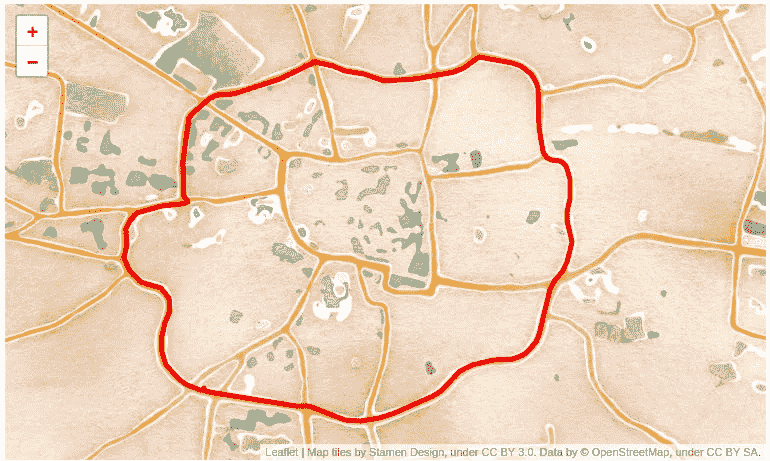 +
−
Leaflet | Map tiles by Stamen Design, under CC BY 3.0. Data by © OpenStreetMap, under CC BY SA.